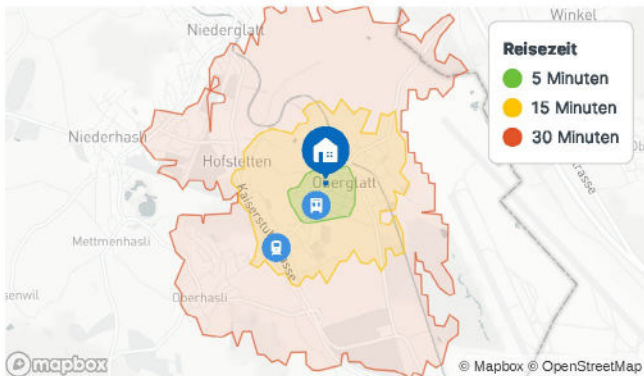 Niederglatt
Winkel
Reisezeit
5 Minuten
15 Minuten
30 Minuten
Niederhasli
Hofstetten
Oberglatt
Mettmenhasli
Oberhasli
mapbox
© Mapbox © OpenStreetMap